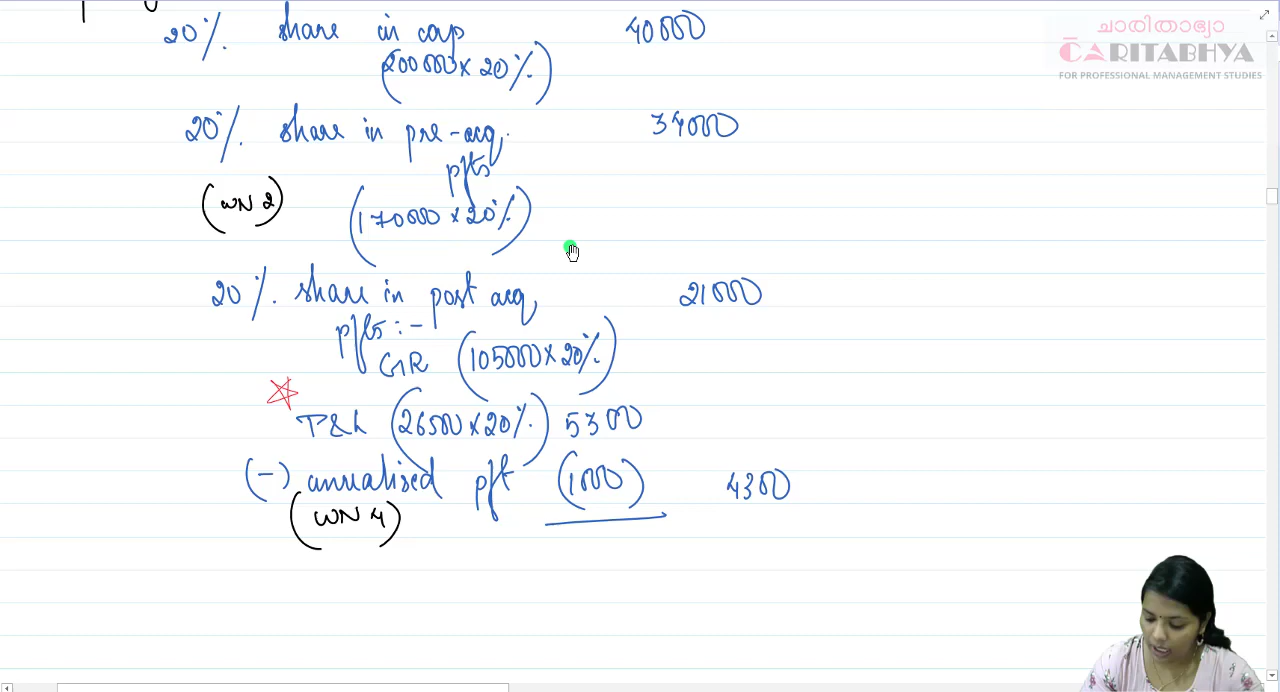 ചാരിതാഭ്യാ
CARITABHYA
FOR PROFESSIONAL MANAGEMENT STUDIES
20% share in cap 40000
(200000 x 20%)
20% share in pre-acq. 34000
pfts
(WN 2) (170000 x 20%)
20% share in post acq, 21000
pfts :-
GR (105000 x 20%)
P&L (26500 x 20%) 5300
(-) unrealised pft (1000) 4300
(WN 4)